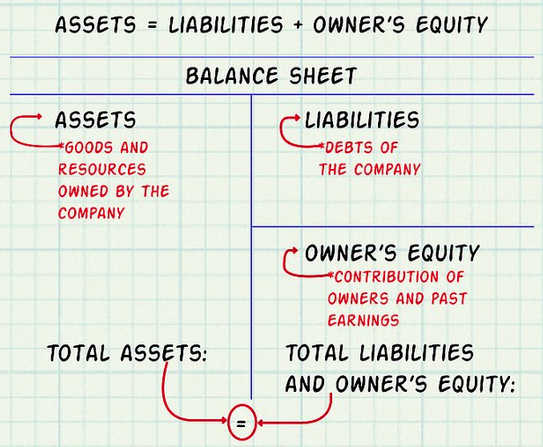 ASSETS = LIABILITIES + OWNER'S EQUITY
BALANCE SHEET
ASSETS
*GOODS AND
RESOURCES
OWNED BY THE
COMPANY
LIABILITIES
*DEBTS OF
THE COMPANY
OWNER'S EQUITY
*CONTRIBUTION OF
OWNERS AND PAST
EARNINGS
TOTAL ASSETS:
TOTAL LIABILITIES
AND OWNER'S EQUITY:
=